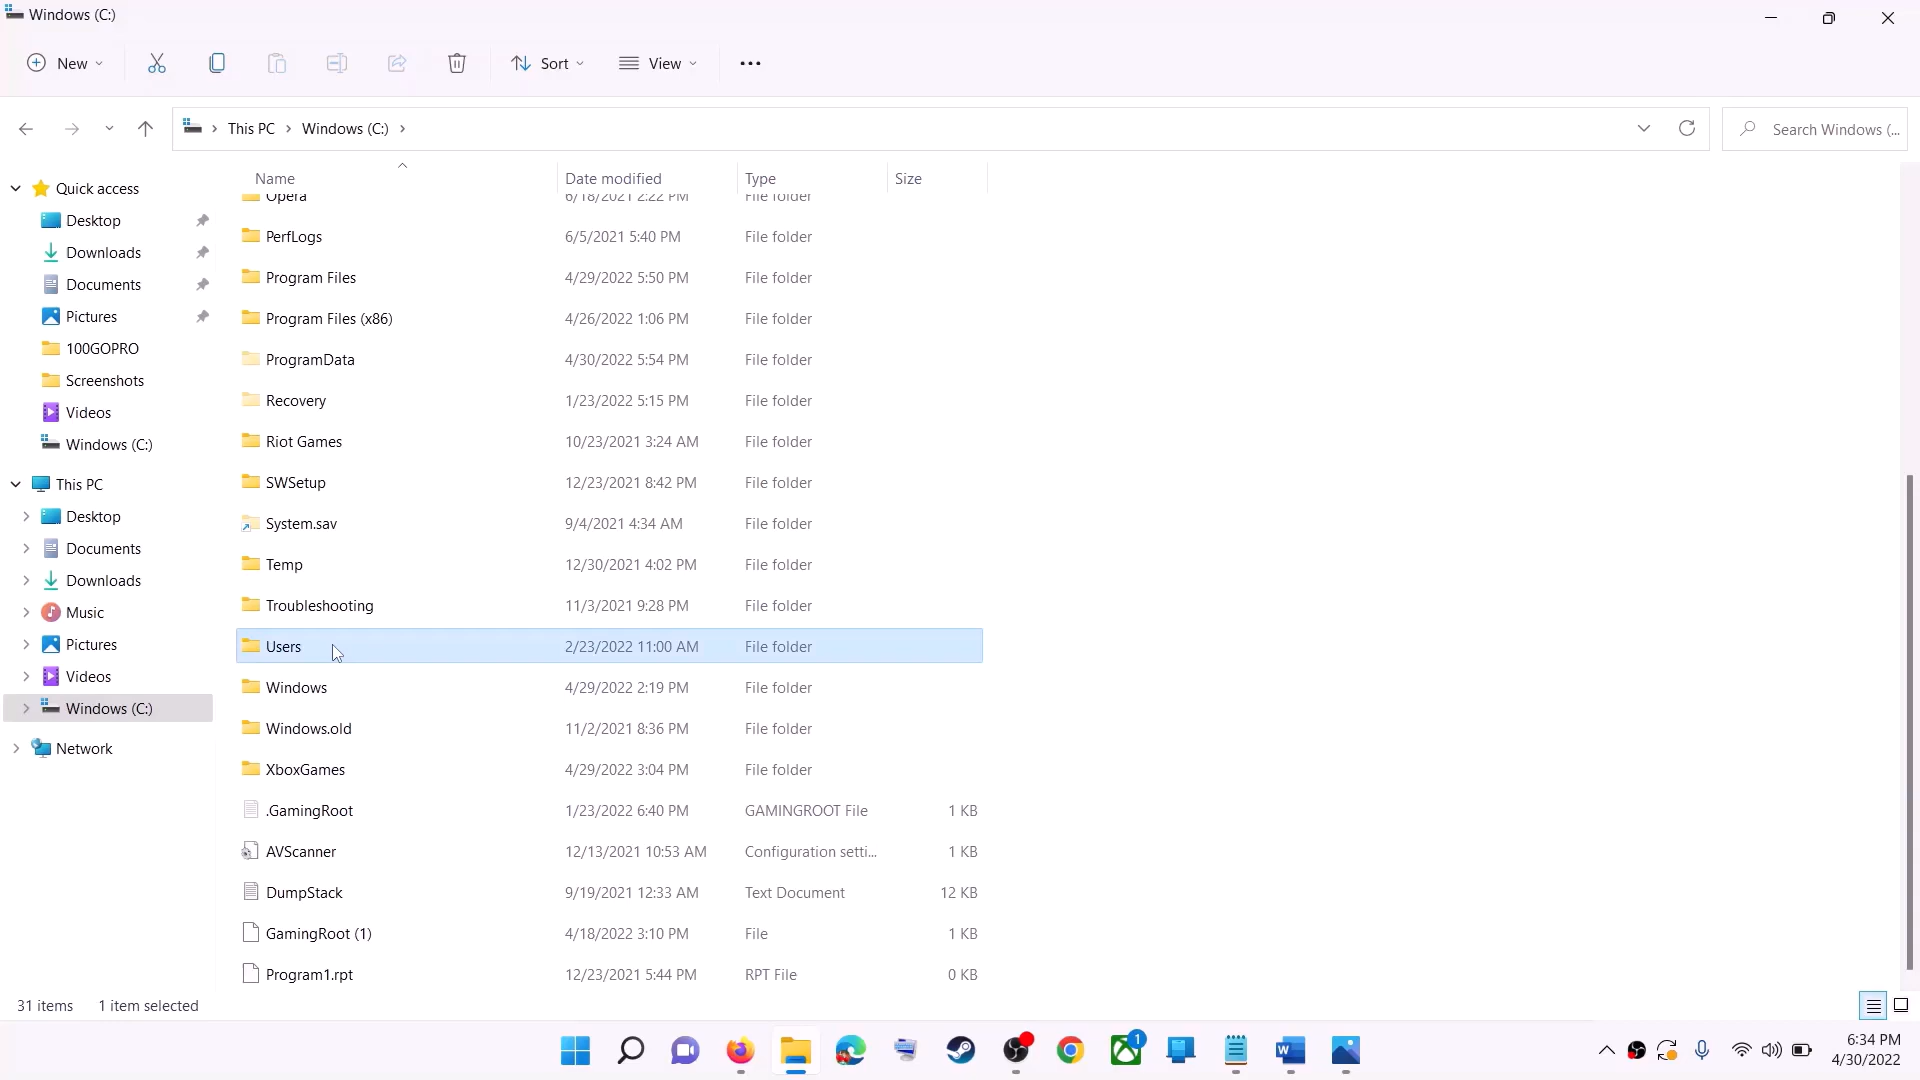 Windows (C:)
New
Sort
View
This PC
Windows (C:)
Search Windows (...
Name
Date modified
Type
Size
Quick access
Desktop
Downloads
Documents
Pictures
100GOPRO
Screenshots
Videos
Windows (C:)
This PC
Desktop
Documents
Downloads
Music
Pictures
Videos
Windows (C:)
Network
Opera 6/18/2021 2:22 PM File folder
PerfLogs 6/5/2021 5:40 PM File folder
Program Files 4/29/2022 5:50 PM File folder
Program Files (x86) 4/26/2022 1:06 PM File folder
ProgramData 4/30/2022 5:54 PM File folder
Recovery 1/23/2022 5:15 PM File folder
Riot Games 10/23/2021 3:24 AM File folder
SWSetup 12/23/2021 8:42 PM File folder
System.sav 9/4/2021 4:34 AM File folder
Temp 12/30/2021 4:02 PM File folder
Troubleshooting 11/3/2021 9:28 PM File folder
Users 2/23/2022 11:00 AM File folder
Windows 4/29/2022 2:19 PM File folder
Windows.old 11/2/2021 8:36 PM File folder
XboxGames 4/29/2022 3:04 PM File folder
.GamingRoot 1/23/2022 6:40 PM GAMINGROOT File 1 KB
AVScanner 12/13/2021 10:53 AM Configuration setti... 1 KB
DumpStack 9/19/2021 12:33 AM Text Document 12 KB
GamingRoot (1) 4/18/2022 3:10 PM File 1 KB
Program1.rpt 12/23/2021 5:44 PM RPT File 0 KB
31 items 1 item selected
1
W
6:34 PM
4/30/2022